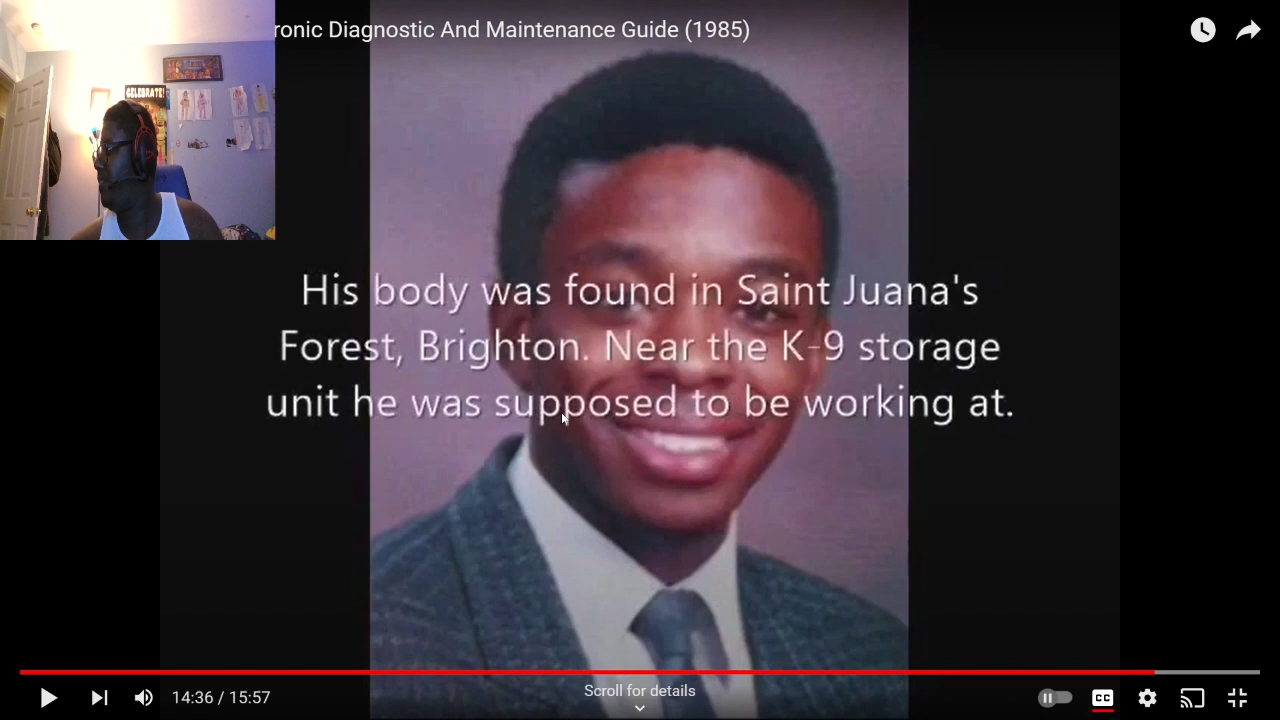 ronic Diagnostic And Maintenance Guide (1985)
CELEBRATE!
His body was found in Saint Juana's
Forest, Brighton. Near the K-9 storage
unit he was supposed to be working at.
14:36 / 15:57
Scroll for details
CC